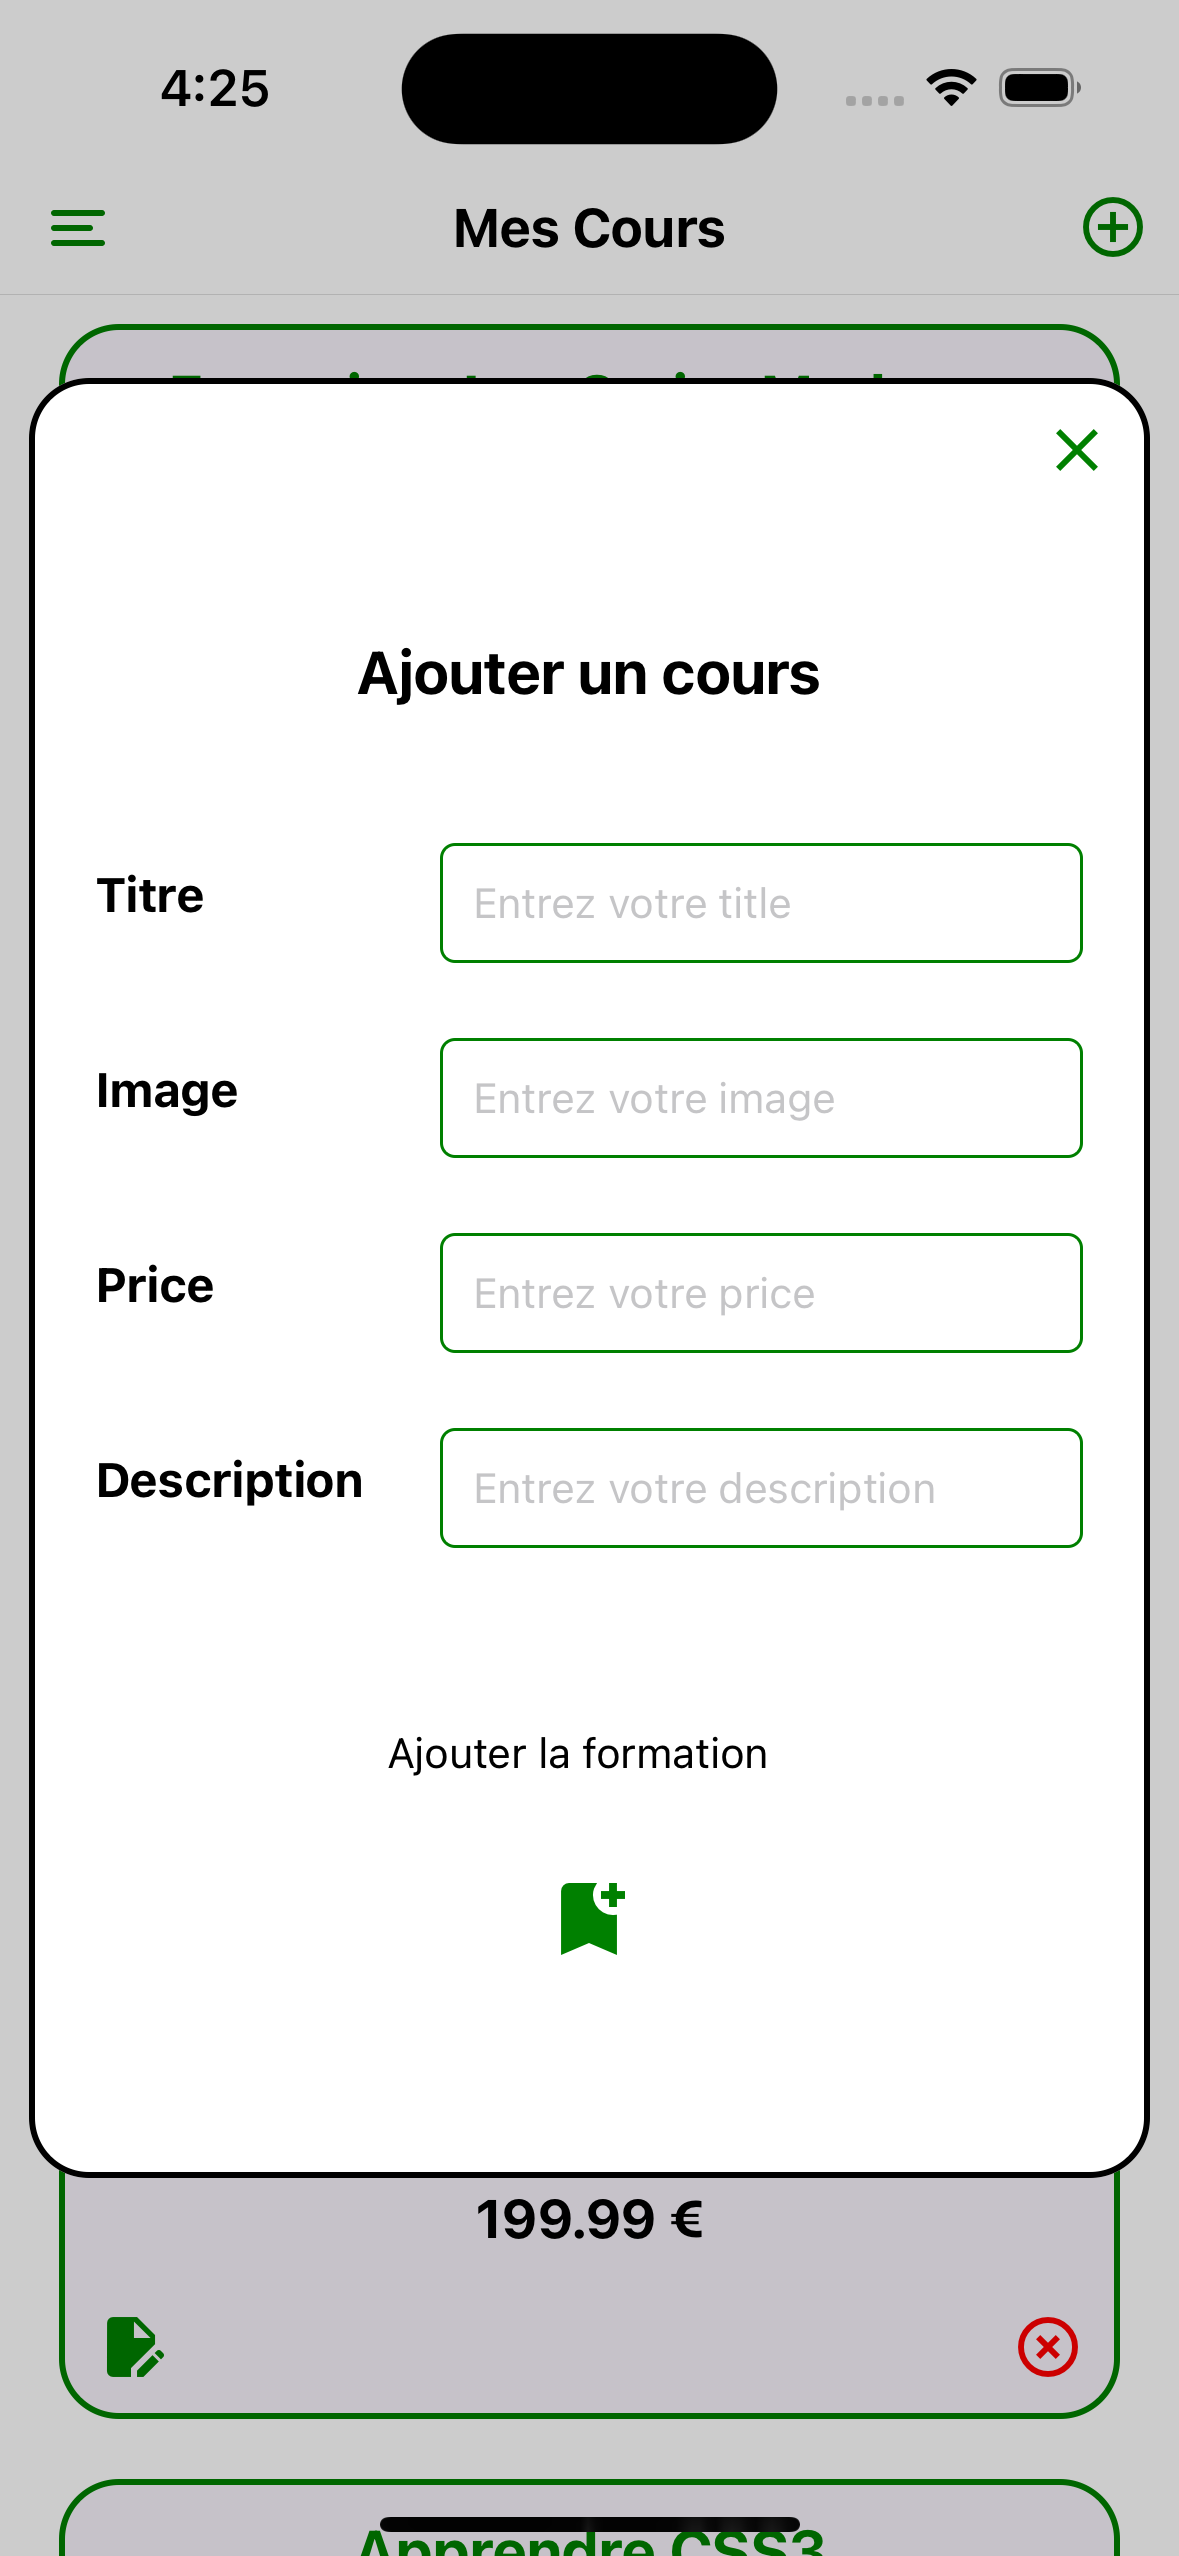 4:25
Mes Cours
Ajouter un cours
Titre
Entrez votre title
Image
Entrez votre image
Price
Entrez votre price
Description
Entrez votre description
Ajouter la formation
199.99 €
Apprendre CSS3